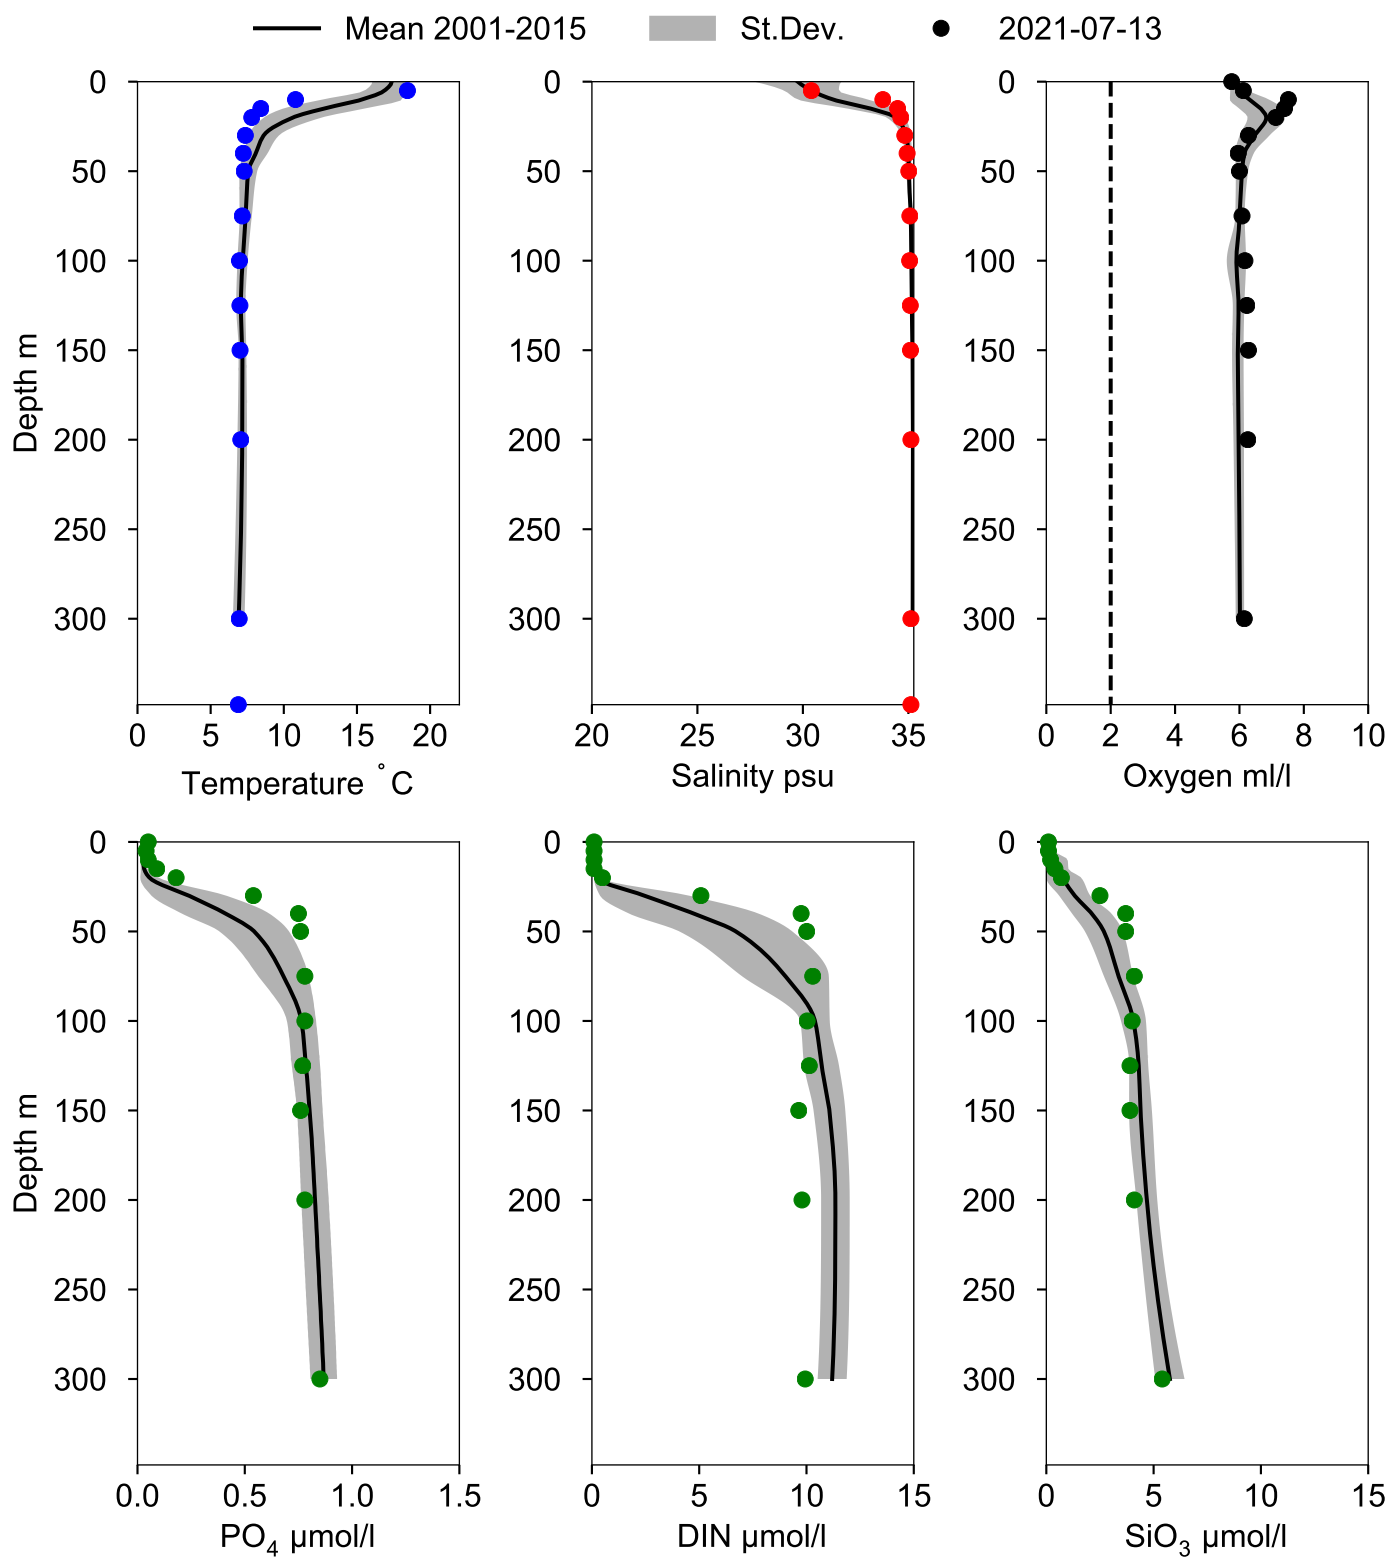 Mean 2001-2015 St.Dev. 2021-07-13
0 0 0
50 50 50
100 100 100
150 150 150
200 200 200
250 250 250
300 300 300
Depth m
0 5 10 15 20 20 25 30 35 0 2 4 6 8 10
Temperature ˚C Salinity psu Oxygen ml/l
0 0 0
50 50 50
100 100 100
150 150 150
200 200 200
250 250 250
300 300 300
Depth m
0.0 0.5 1.0 1.5 0 5 10 15 0 5 10 15
PO₄ µmol/l DIN µmol/l SiO₃ µmol/l